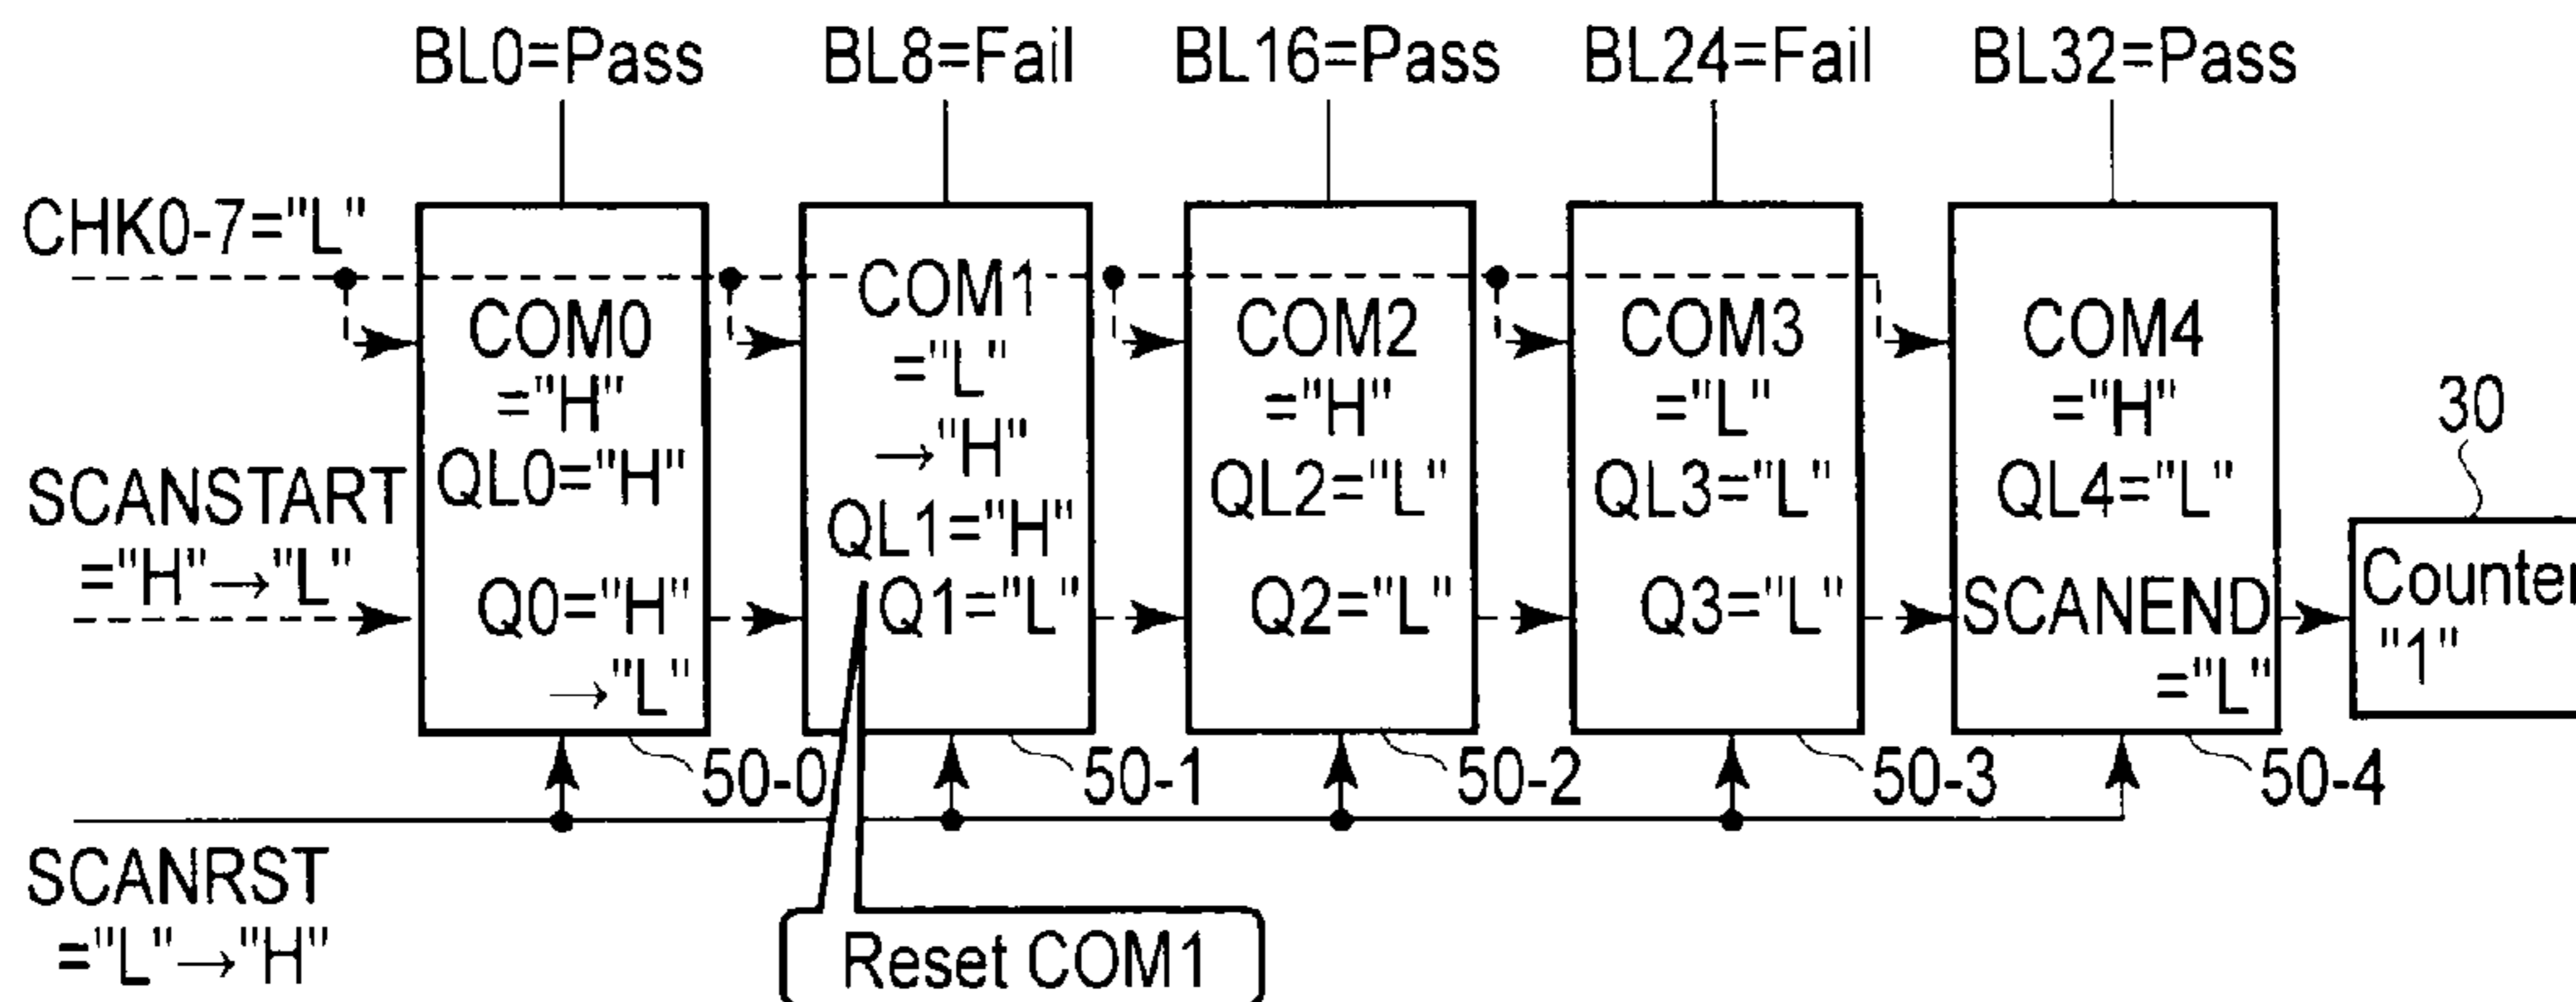 BL0=Pass
BL8=Fail
BL16=Pass
BL24=Fail
BL32=Pass
CHK0-7="L"
SCANSTART
="H"→"L"
COM0
="H"
QL0="H"
Q0="H"
→"L"
COM1
="L"
→"H"
QL1="H"
Q1="L"
COM2
="H"
QL2="L"
Q2="L"
COM3
="L"
QL3="L"
Q3="L"
COM4
="H"
QL4="L"
SCANEND
="L"
30
Counter
"1"
50-0
50-1
50-2
50-3
50-4
SCANRST
="L"→"H"
Reset COM1